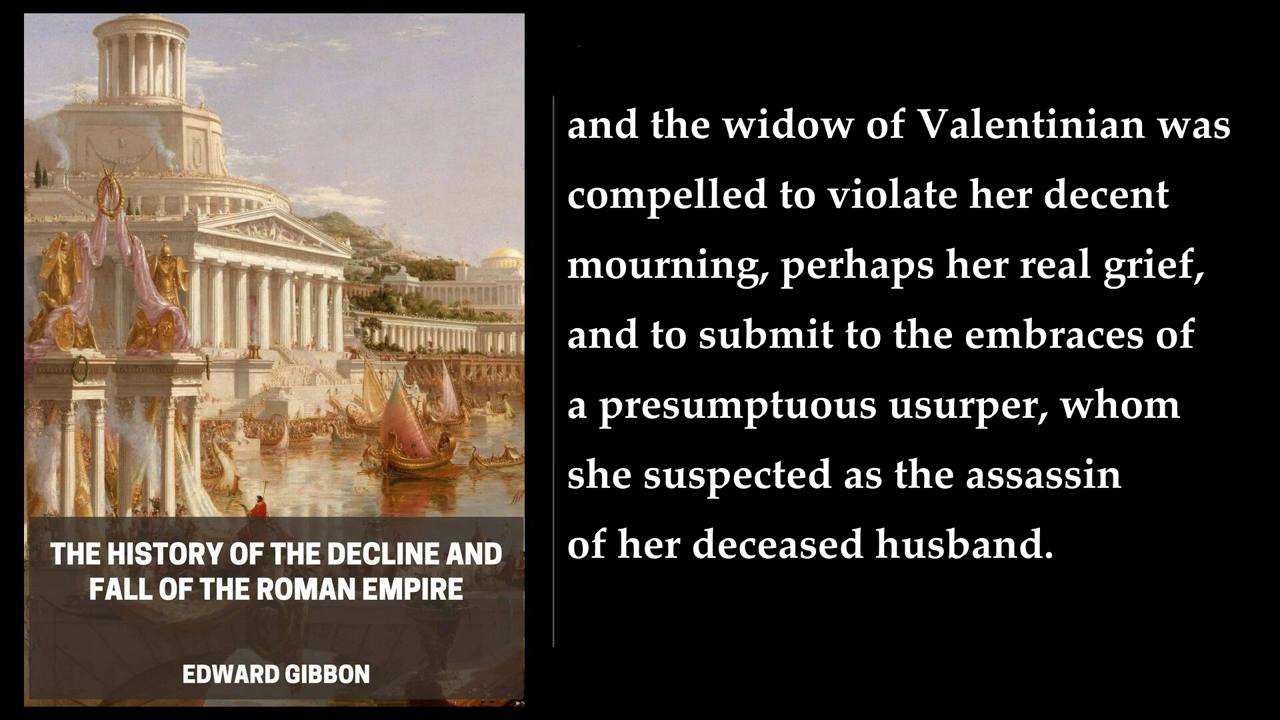 THE HISTORY OF THE DECLINE AND
FALL OF THE ROMAN EMPIRE
EDWARD GIBBON
and the widow of Valentinian was
compelled to violate her decent
mourning, perhaps her real grief,
and to submit to the embraces of
a presumptuous usurper, whom
she suspected as the assassin
of her deceased husband.